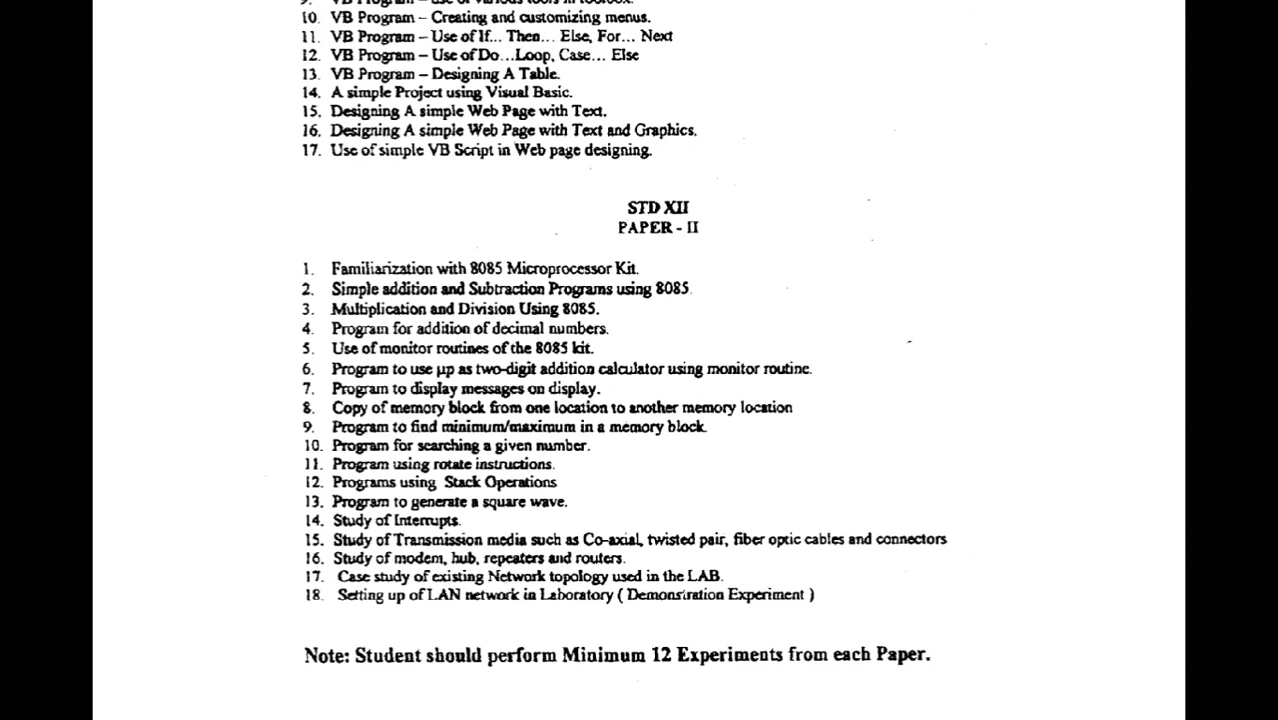 9. VB Program – use of various tools in toolbox.
10. VB Program – Creating and customizing menus.
11. VB Program – Use of If... Then... Else, For... Next
12. VB Program – Use of Do...Loop, Case... Else
13. VB Program – Designing A Table.
14. A simple Project using Visual Basic.
15. Designing A simple Web Page with Text.
16. Designing A simple Web Page with Text and Graphics.
17. Use of simple VB Script in Web page designing.
STD XII
PAPER - II
1. Familiarization with 8085 Microprocessor Kit.
2. Simple addition and Subtraction Programs using 8085.
3. Multiplication and Division Using 8085.
4. Program for addition of decimal numbers.
5. Use of monitor routines of the 8085 kit.
6. Program to use µp as two-digit addition calculator using monitor routine.
7. Program to display messages on display.
8. Copy of memory block from one location to another memory location
9. Program to find minimum/maximum in a memory block.
10. Program for searching a given number.
11. Program using rotate instructions.
12. Programs using Stack Operations
13. Program to generate a square wave.
14. Study of Interrupts.
15. Study of Transmission media such as Co-axial, twisted pair, fiber optic cables and connectors
16. Study of modem, hub, repeaters and routers.
17. Case study of existing Network topology used in the LAB.
18. Setting up of LAN network in Laboratory ( Demonstration Experiment )
Note: Student should perform Minimum 12 Experiments from each Paper.